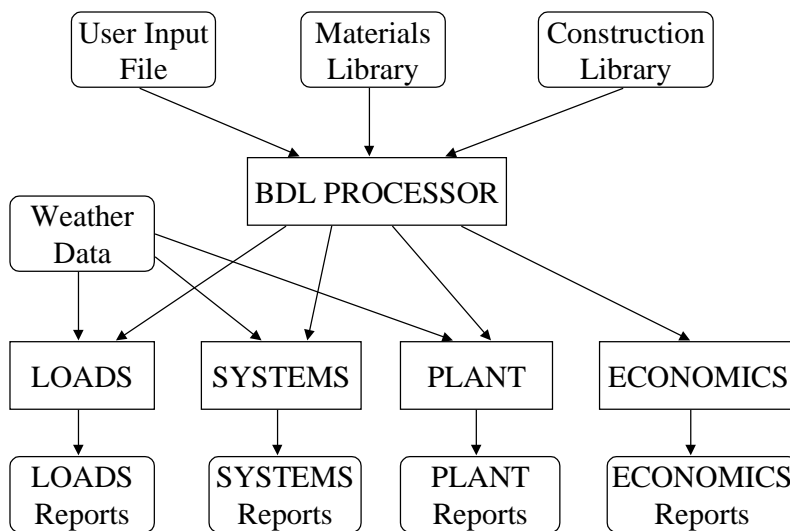 User Input
File
Materials
Library
Construction
Library
BDL PROCESSOR
Weather
Data
LOADS
SYSTEMS
PLANT
ECONOMICS
LOADS
Reports
SYSTEMS
Reports
PLANT
Reports
ECONOMICS
Reports